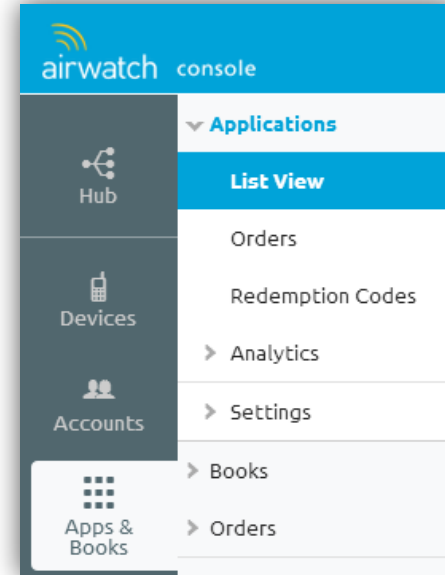 airwatch console
Hub
Devices
Accounts
Apps &
Books
Applications
List View
Orders
Redemption Codes
Analytics
Settings
Books
Orders